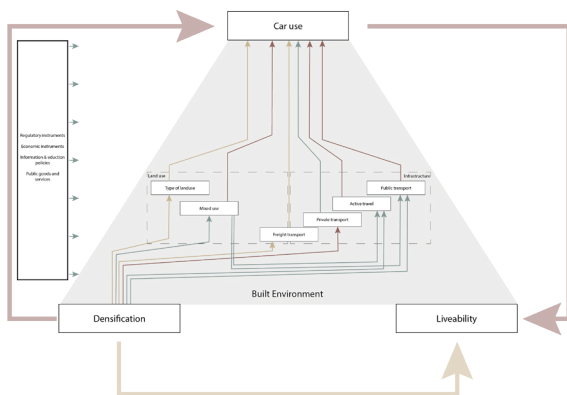 Car use
Regulatory instruments
Economic instruments
Information & eduction
policies
Public goods and
services
Land use
Infrastructure
Type of landuse
Public transport
Mixed use
Active travel
Private transport
Freight transport
Built Environment
Densification
Liveability